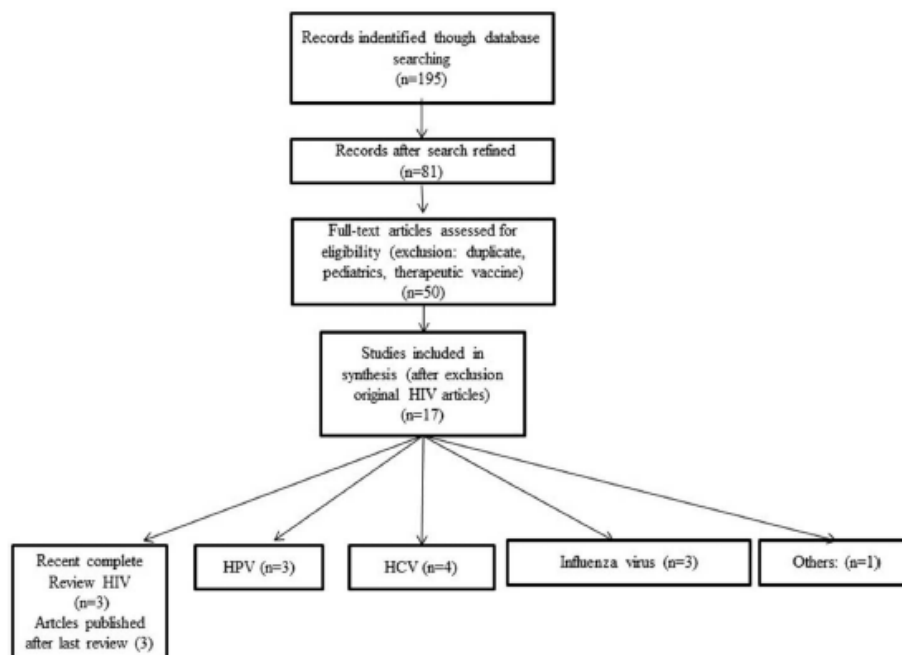 Records indentified though database
searching
(n=195)
Records after search refined
(n=81)
Full-text articles assessed for
eligibility (exclusion: duplicate,
pediatrics, therapeutic vaccine)
(n=50)
Studies included in
synthesis (after exclusion
original HIV articles)
(n=17)
Recent complete
Review HIV
(n=3)
Artcles published
after last review (3)
HPV (n=3)
HCV (n=4)
Influenza virus (n=3)
Others: (n=1)